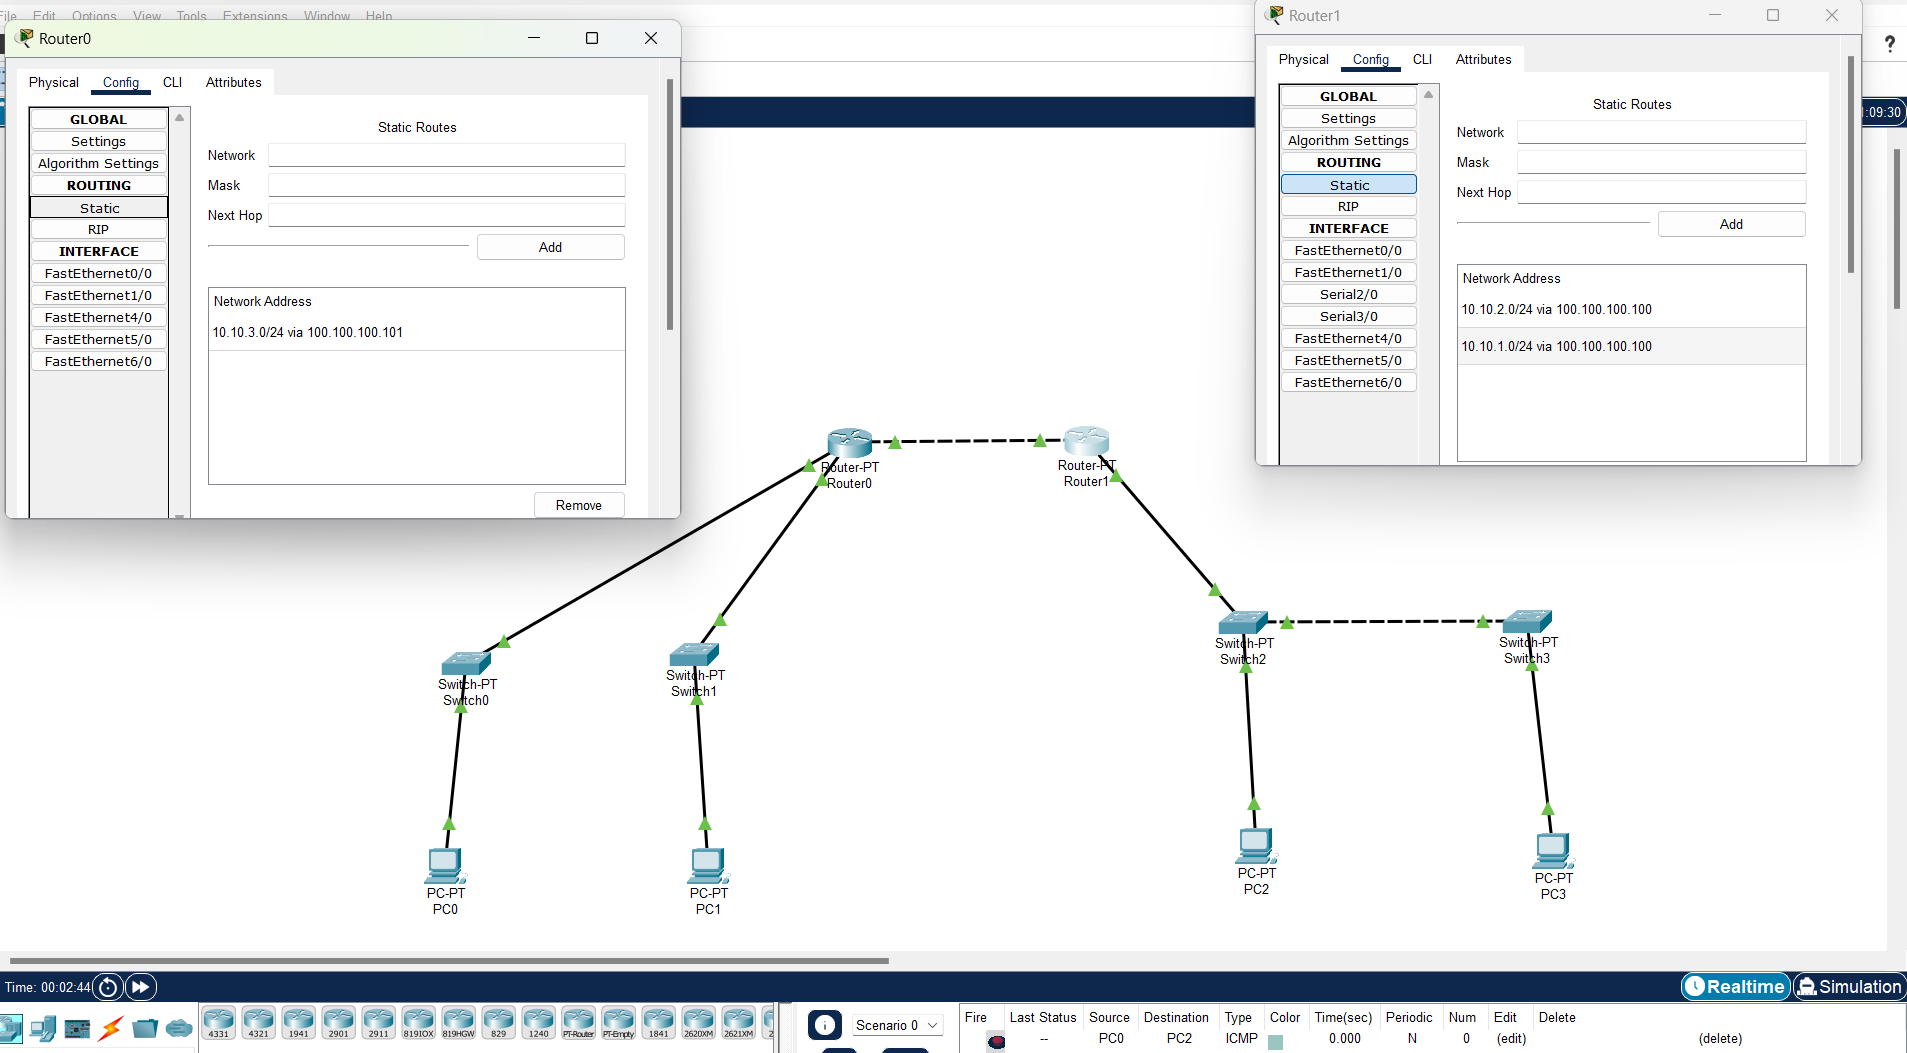 File Edit Options View Tools Extensions Window Help
Router0
Physical Config CLI Attributes
GLOBAL
Settings
Algorithm Settings
ROUTING
Static
RIP
INTERFACE
FastEthernet0/0
FastEthernet1/0
FastEthernet4/0
FastEthernet5/0
FastEthernet6/0
Static Routes
Network
Mask
Next Hop
Add
Network Address
10.10.3.0/24 via 100.100.100.101
Remove
Router1
Physical Config CLI Attributes
GLOBAL
Settings
Algorithm Settings
ROUTING
Static
RIP
INTERFACE
FastEthernet0/0
FastEthernet1/0
Serial2/0
Serial3/0
FastEthernet4/0
FastEthernet5/0
FastEthernet6/0
Static Routes
Network
Mask
Next Hop
Add
Network Address
10.10.2.0/24 via 100.100.100.100
10.10.1.0/24 via 100.100.100.100
?
:09:30
Router-PT
Router0
Router-PT
Router1
Switch-PT
Switch0
Switch-PT
Switch1
Switch-PT
Switch2
Switch-PT
Switch3
PC-PT
PC0
PC-PT
PC1
PC-PT
PC2
PC-PT
PC3
Time: 00:02:44
Realtime
Simulation
4331 4321 1941 2901 2911 819IOX 819HGW 829 1240 PT-Router PT-Empty 1841 2620XM 2621XM 2
Scenario 0
Fire Last Status Source Destination Type Color Time(sec) Periodic Num Edit Delete
-- PC0 PC2 ICMP 0.000 N 0 (edit) (delete)